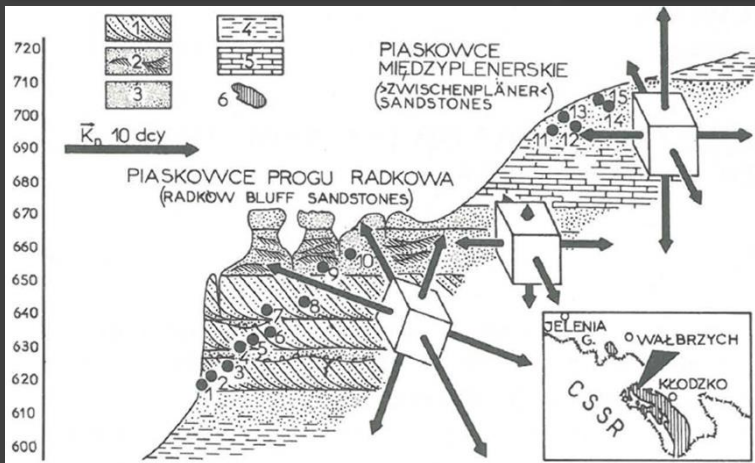 720
710
700
690
680
670
660
650
640
630
620
610
600
1
2
3
4
5
6
K⃗p 10 dcy
PIASKOWCE
MIĘDZYPLENERSKIE
(>ZWISCHENPLÄNER<
SANDSTONES)
PIASKOWCE PROGU RADKOWA
(RADKÓW BLUFF SANDSTONES)
15
13
14
11
12
10
9
8
7
6
5
4
3
2
1
JELENIA
G.
WAŁBRZYCH
KŁODZKO
CSSR